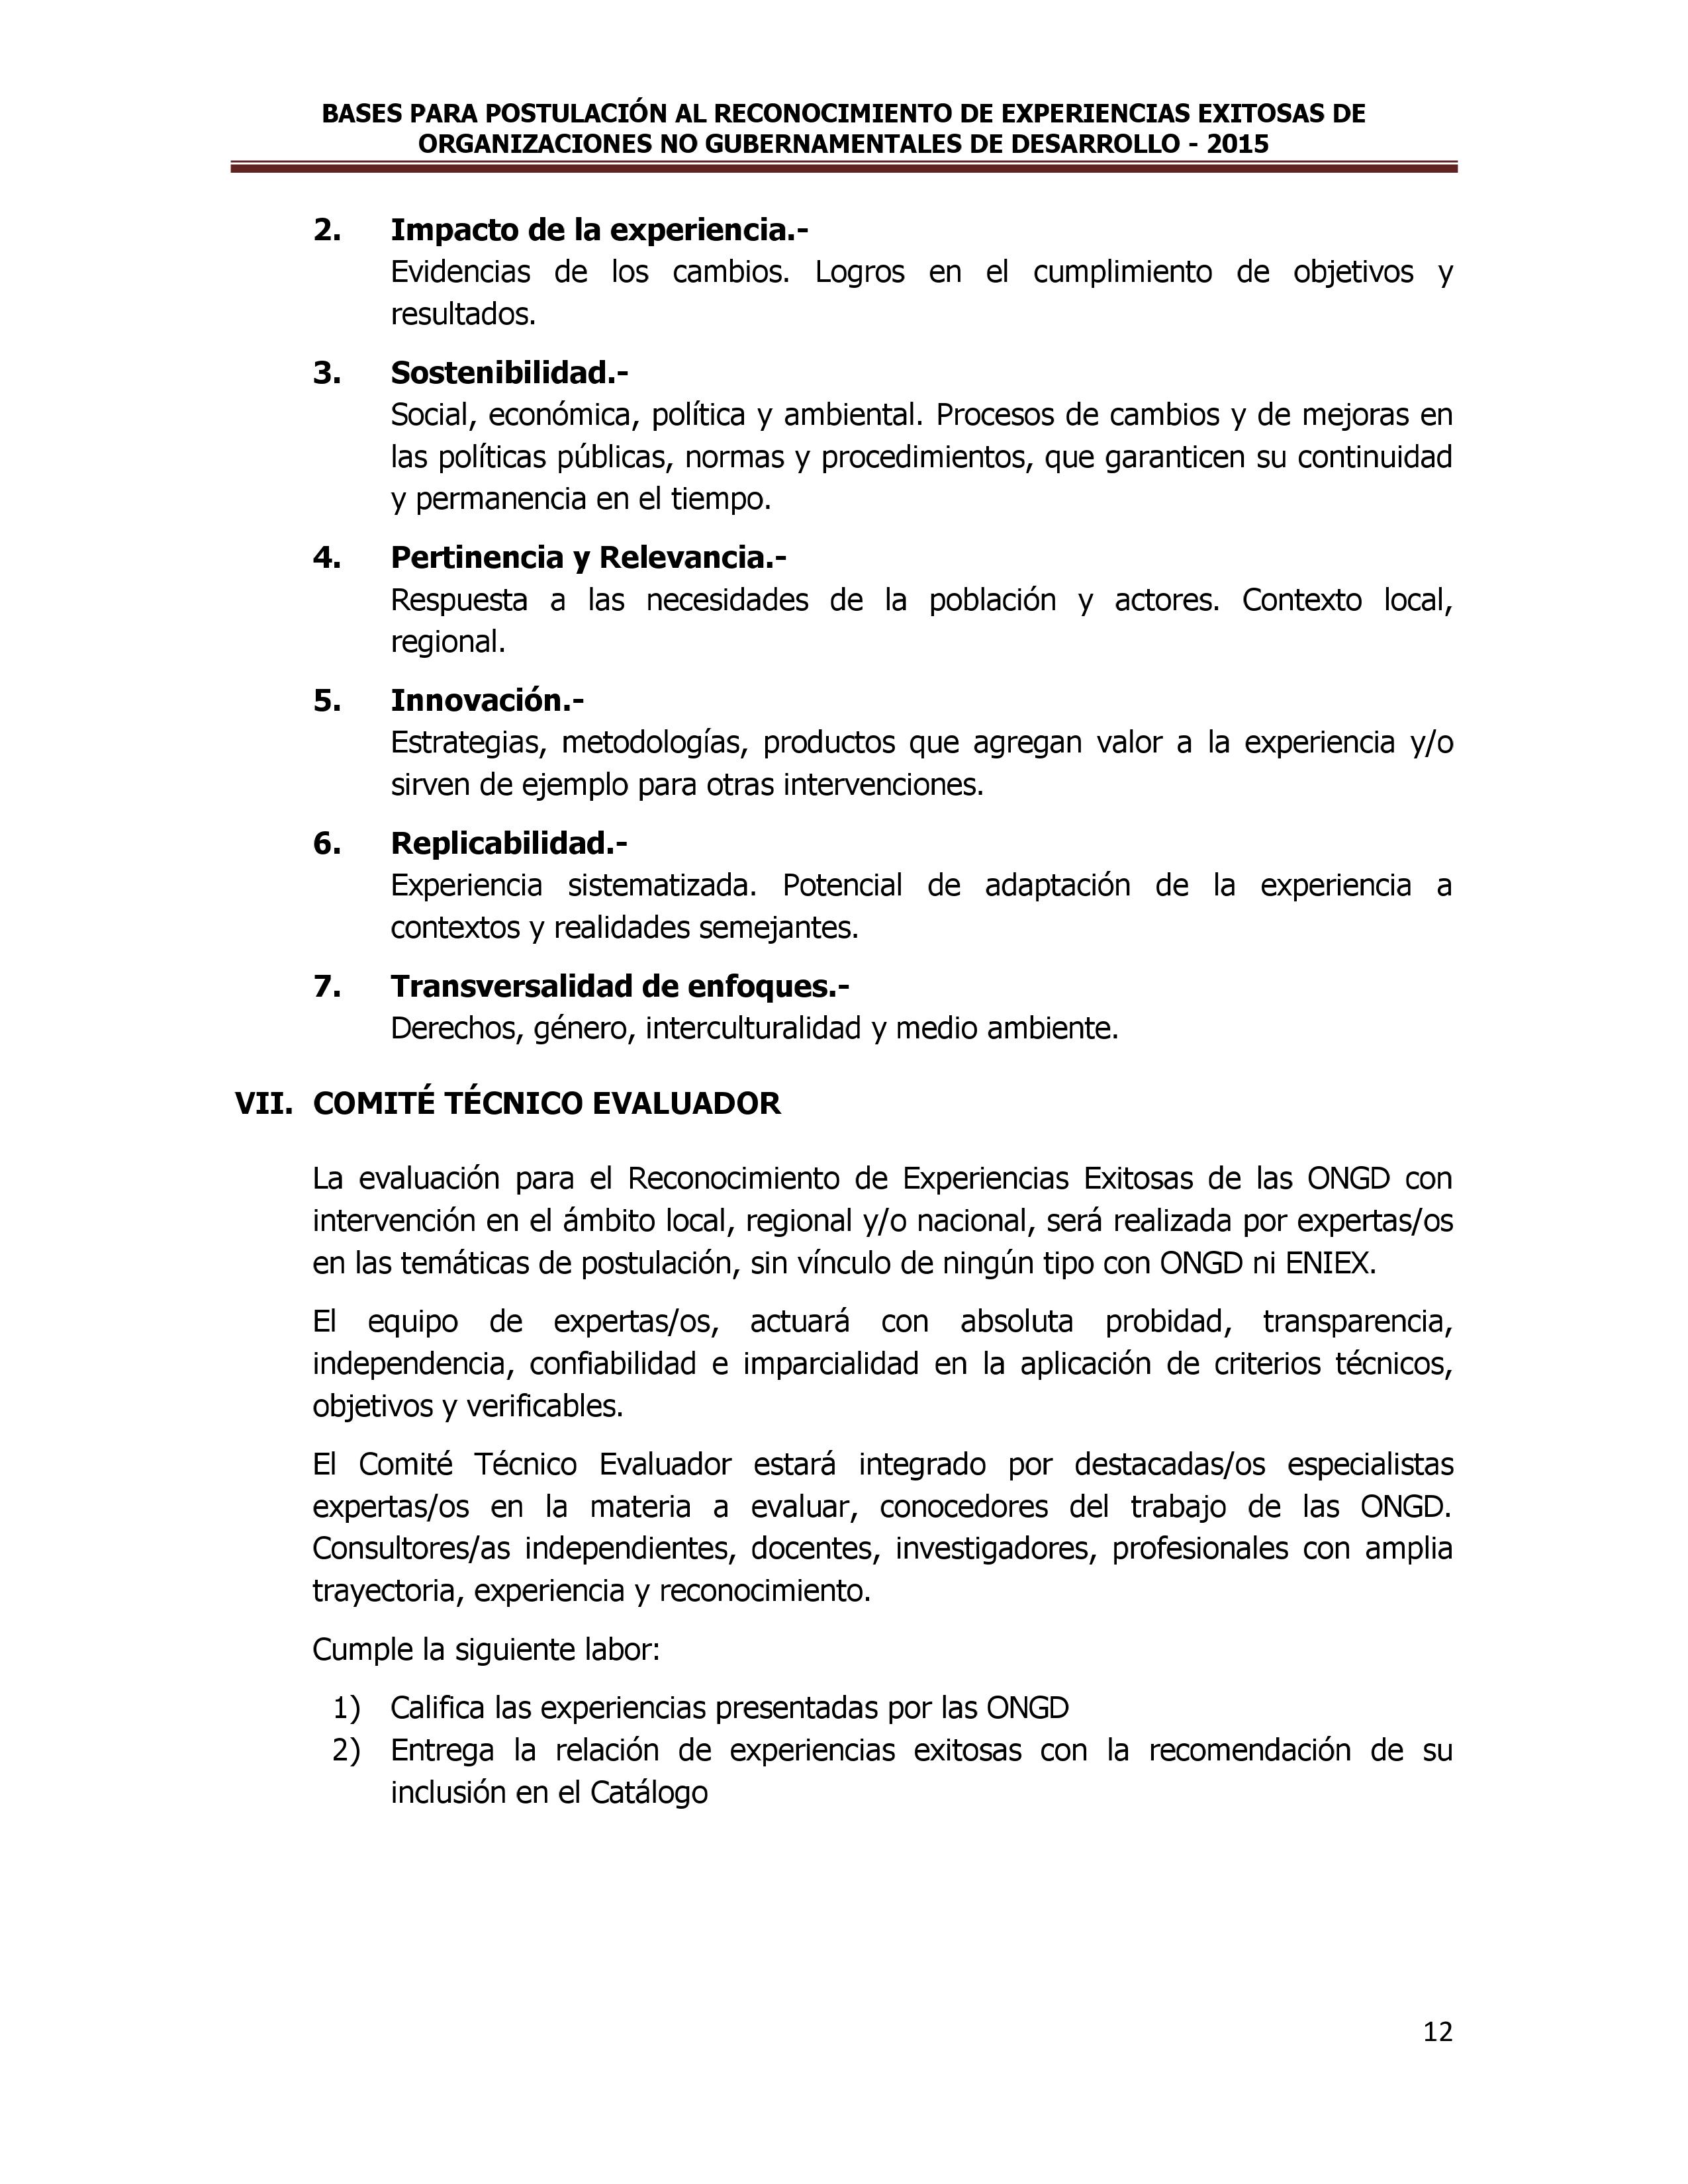 BASES PARA POSTULACIÓN AL RECONOCIMIENTO DE EXPERIENCIAS EXITOSAS DE
ORGANIZACIONES NO GUBERNAMENTALES DE DESARROLLO - 2015
2. Impacto de la experiencia.-
Evidencias de los cambios. Logros en el cumplimiento de objetivos y
resultados.
3. Sostenibilidad.-
Social, económica, política y ambiental. Procesos de cambios y de mejoras en
las políticas públicas, normas y procedimientos, que garanticen su continuidad
y permanencia en el tiempo.
4. Pertinencia y Relevancia.-
Respuesta a las necesidades de la población y actores. Contexto local,
regional.
5. Innovación.-
Estrategias, metodologías, productos que agregan valor a la experiencia y/o
sirven de ejemplo para otras intervenciones.
6. Replicabilidad.-
Experiencia sistematizada. Potencial de adaptación de la experiencia a
contextos y realidades semejantes.
7. Transversalidad de enfoques.-
Derechos, género, interculturalidad y medio ambiente.
VII. COMITÉ TÉCNICO EVALUADOR
La evaluación para el Reconocimiento de Experiencias Exitosas de las ONGD con
intervención en el ámbito local, regional y/o nacional, será realizada por expertas/os
en las temáticas de postulación, sin vínculo de ningún tipo con ONGD ni ENIEX.
El equipo de expertas/os, actuará con absoluta probidad, transparencia,
independencia, confiabilidad e imparcialidad en la aplicación de criterios técnicos,
objetivos y verificables.
El Comité Técnico Evaluador estará integrado por destacadas/os especialistas
expertas/os en la materia a evaluar, conocedores del trabajo de las ONGD.
Consultores/as independientes, docentes, investigadores, profesionales con amplia
trayectoria, experiencia y reconocimiento.
Cumple la siguiente labor:
1) Califica las experiencias presentadas por las ONGD
2) Entrega la relación de experiencias exitosas con la recomendación de su
inclusión en el Catálogo
12